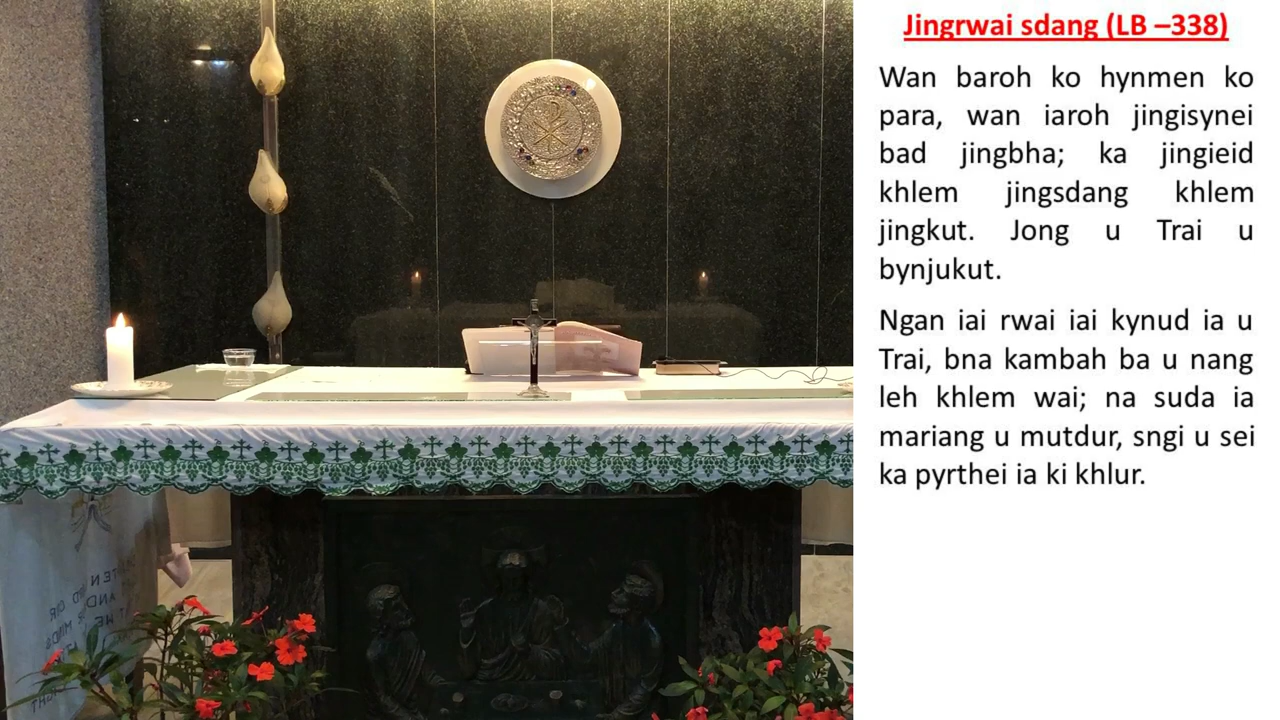 Jingrwai sdang (LB –338)
Wan baroh ko hynmen ko
para, wan iaroh jingisynei
bad jingbha; ka jingieid
khlem jingsdang khlem
jingkut. Jong u Trai u
bynjukut.
Ngan iai rwai iai kynud ia u
Trai, bna kambah ba u nang
leh khlem wai; na suda ia
mariang u mutdur, sngi u sei
ka pyrthei ia ki khlur.